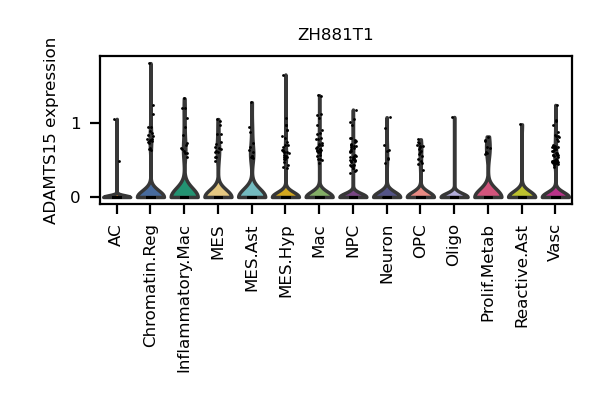 ZH881T1
ADAMTS15 expression
1
0
AC
Chromatin.Reg
Inflammatory.Mac
MES
MES.Ast
MES.Hyp
Mac
NPC
Neuron
OPC
Oligo
Prolif.Metab
Reactive.Ast
Vasc